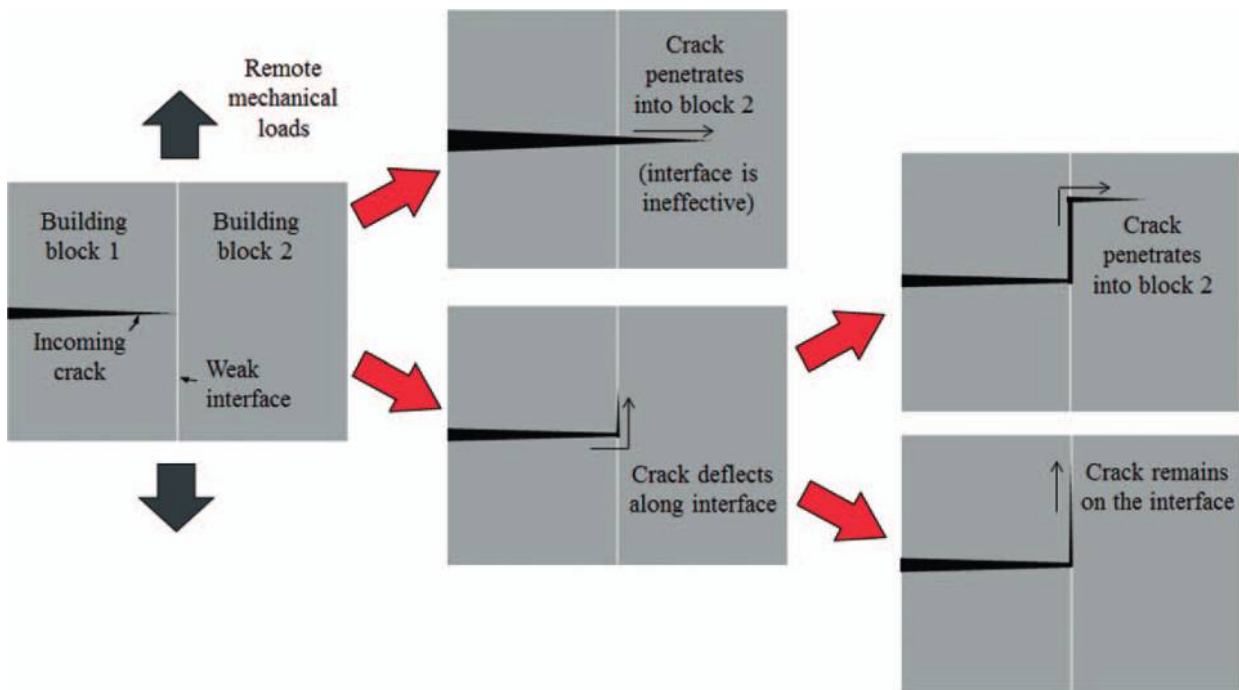 Remote
mechanical
loads
Building
block 1
Building
block 2
Incoming
crack
Weak
interface
Crack
penetrates
into block 2
(interface is
ineffective)
Crack deflects
along interface
Crack
penetrates
into block 2
Crack remains
on the interface